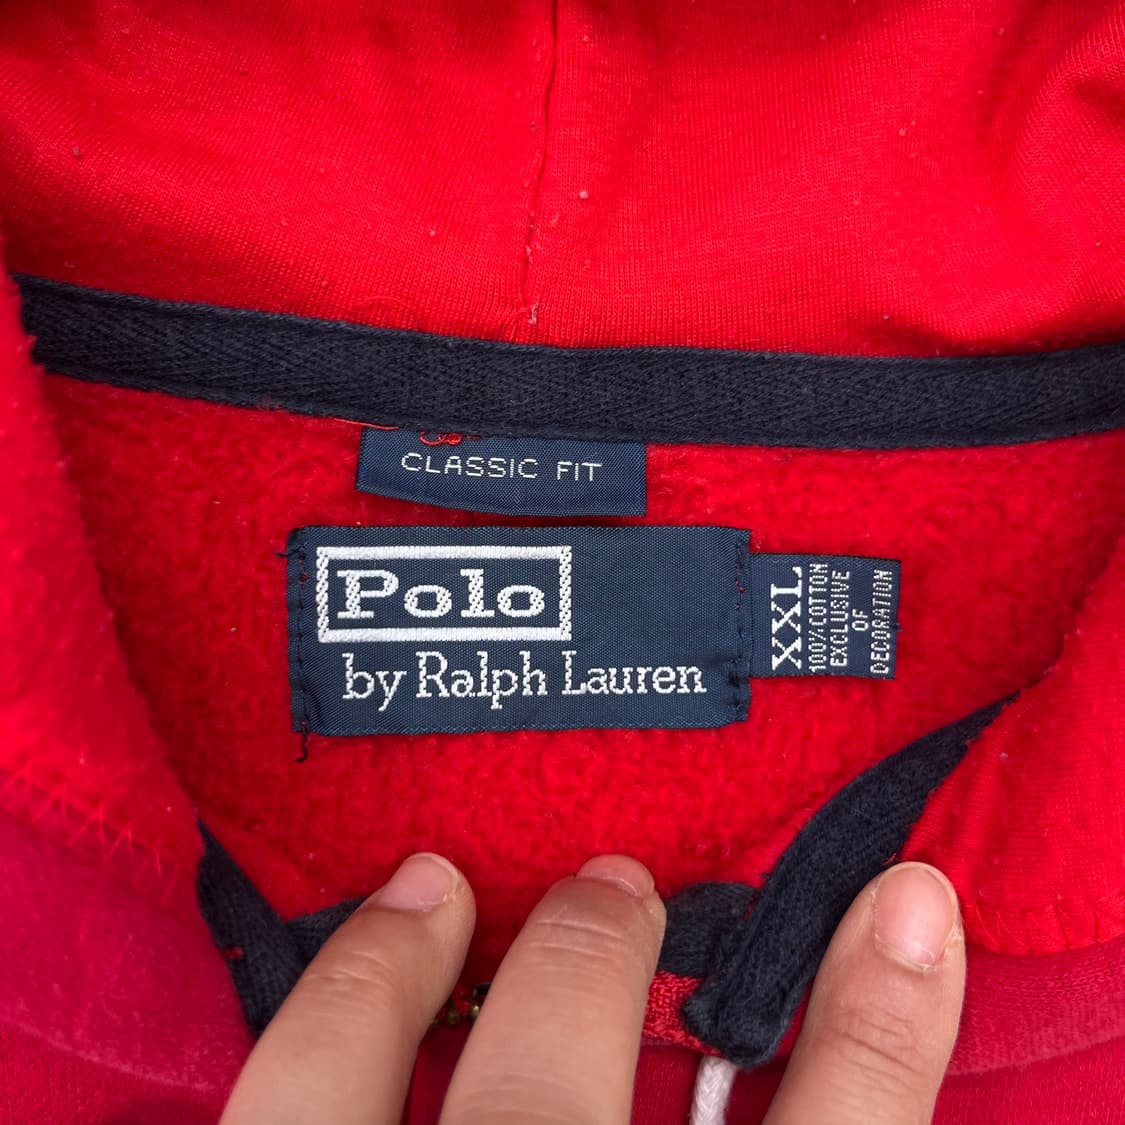 CLASSIC FIT
Polo
by Ralph Lauren
XXL
100% COTTON
EXCLUSIVE
OF
DECORATION